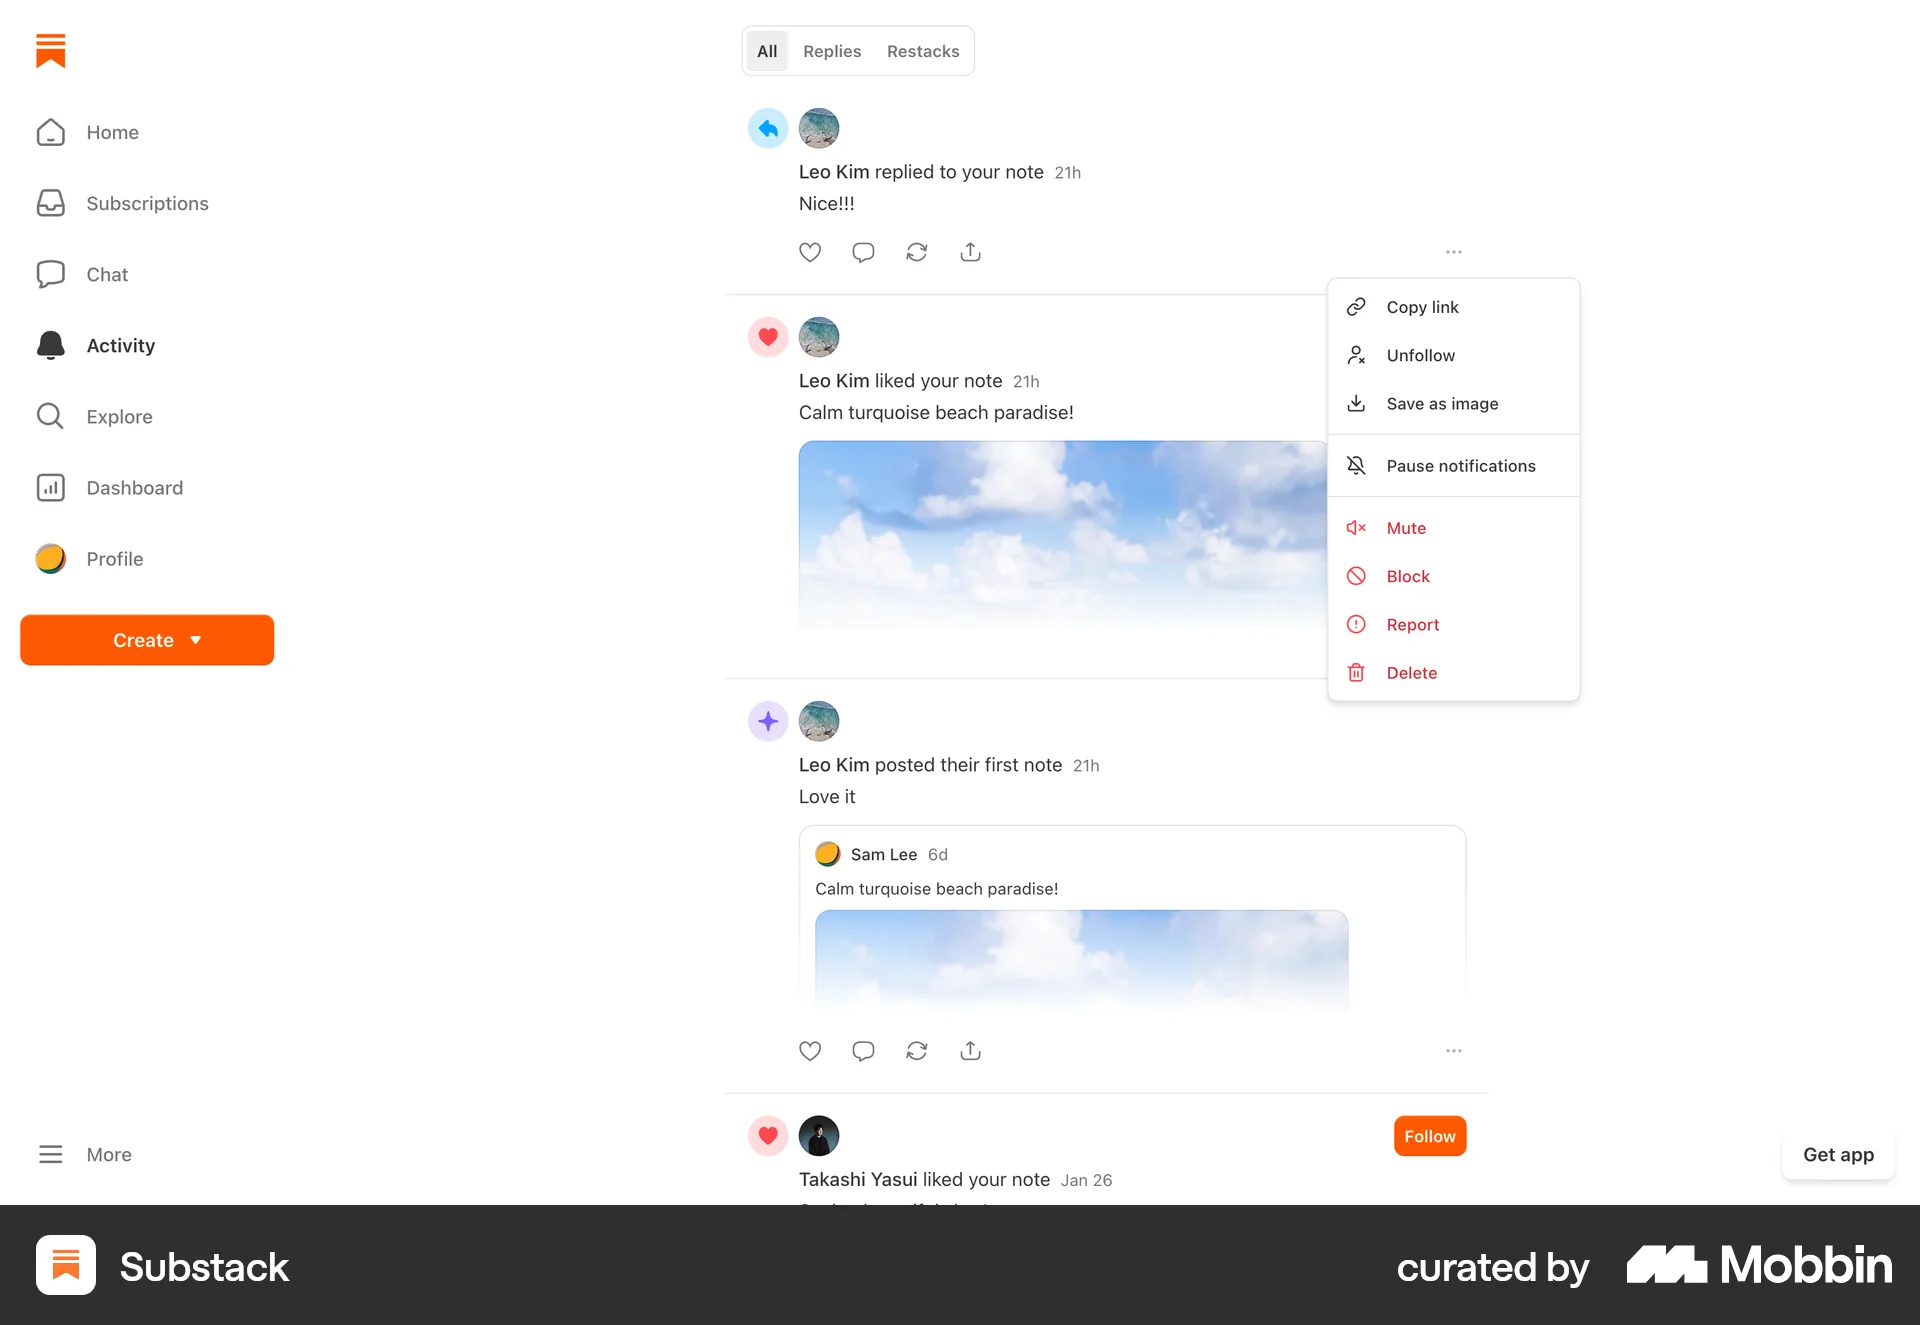 Home
Subscriptions
Chat
Activity
Explore
Dashboard
Profile
Create
More
All Replies Restacks
Leo Kim replied to your note 21h
Nice!!!
Copy link
Unfollow
Save as image
Pause notifications
Mute
Block
Report
Delete
Leo Kim liked your note 21h
Calm turquoise beach paradise!
Leo Kim posted their first note 21h
Love it
Sam Lee 6d
Calm turquoise beach paradise!
Follow
Takashi Yasui liked your note Jan 26
Get app
Substack
curated by Mobbin